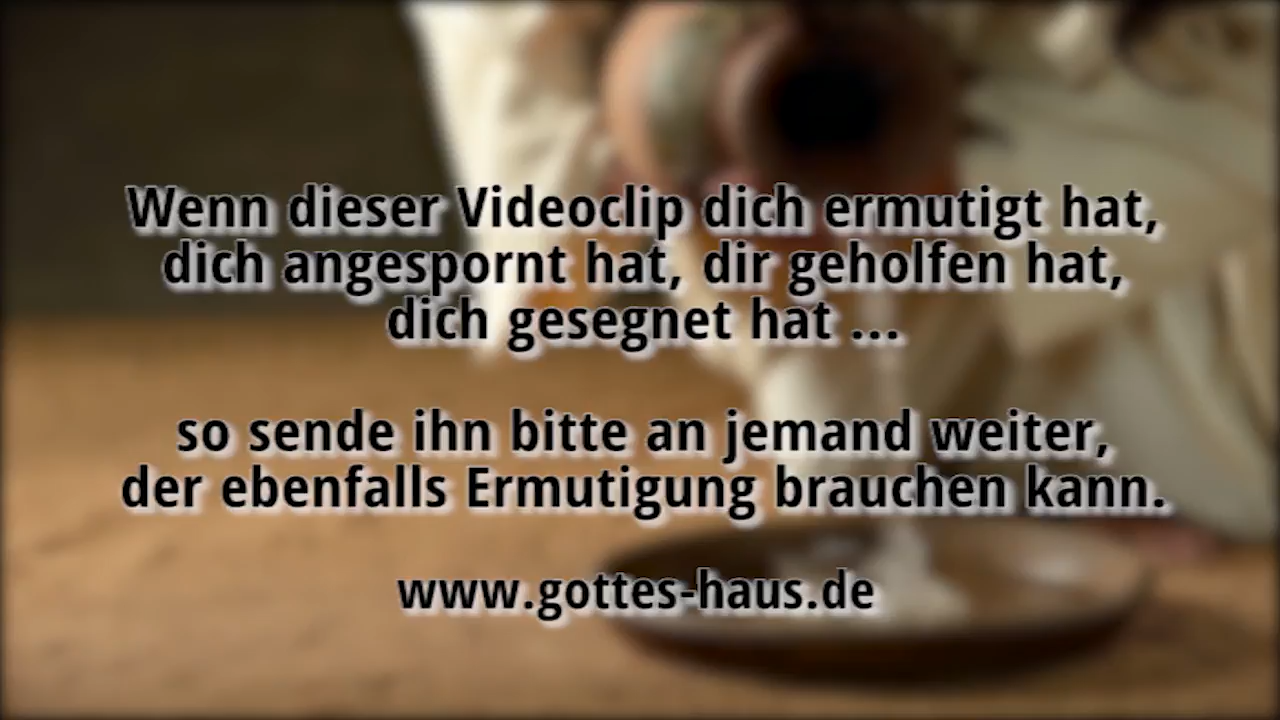 Wenn dieser Videoclip dich ermutigt hat,
dich angespornt hat, dir geholfen hat,
dich gesegnet hat ...
so sende ihn bitte an jemand weiter,
der ebenfalls Ermutigung brauchen kann.
www.gottes-haus.de